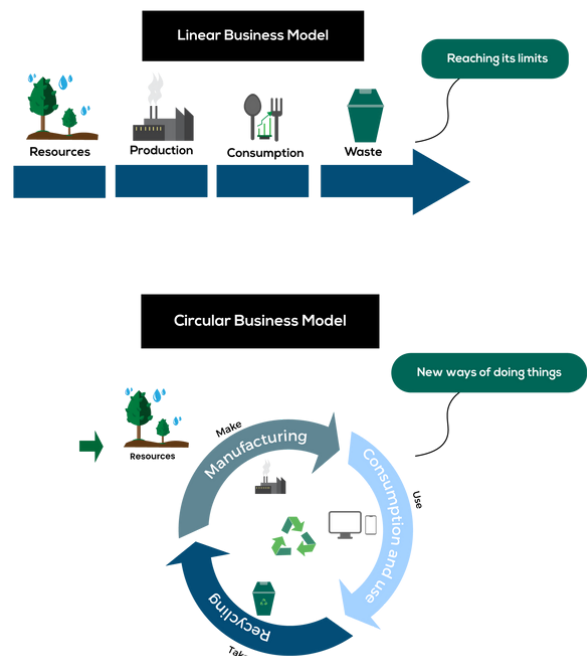 Linear Business Model
Reaching its limits
Resources
Production
Consumption
Waste
Circular Business Model
New ways of doing things
Resources
Make
Manufacturing
Consumption and use
Use
Recycling
Take